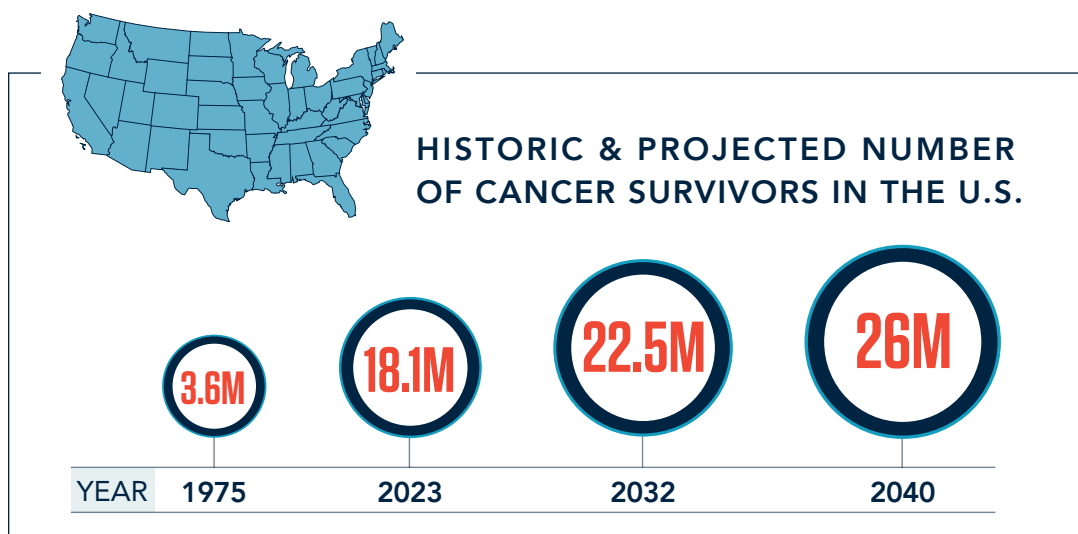 HISTORIC & PROJECTED NUMBER
OF CANCER SURVIVORS IN THE U.S.
3.6M 18.1M 22.5M 26M
YEAR 1975 2023 2032 2040